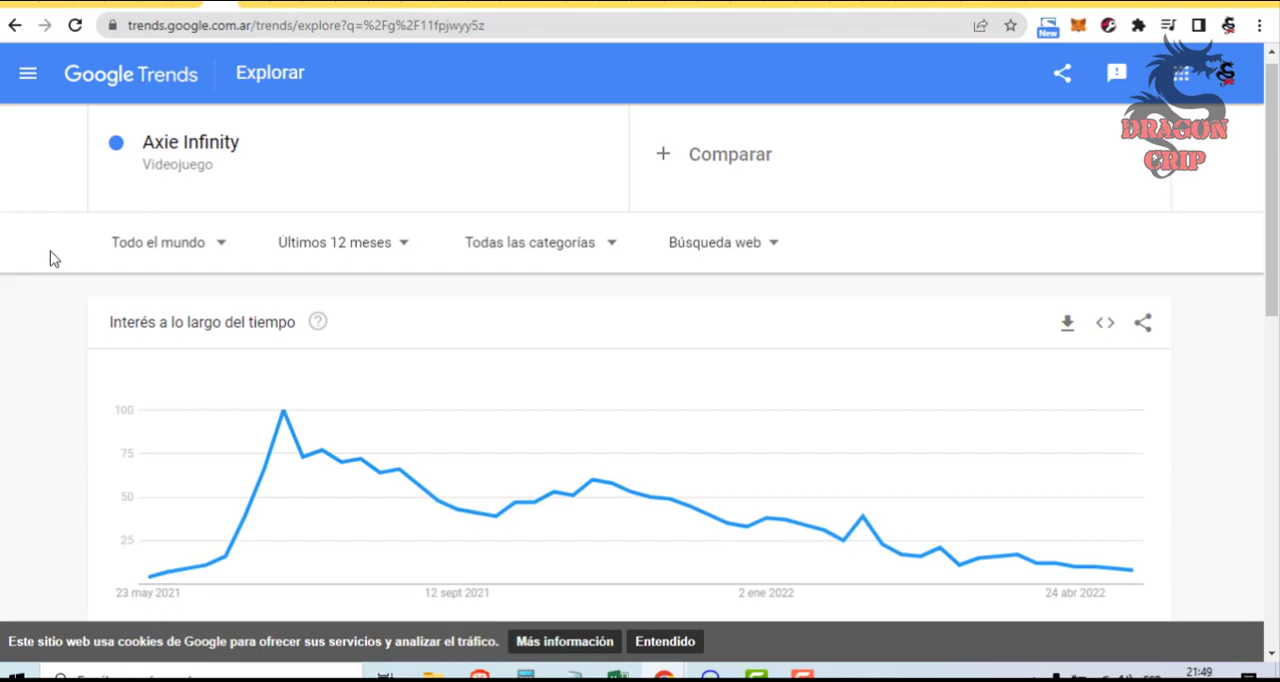 trends.google.com.ar/trends/explore?q=%2Fg%2F11fpjwyy5z
New
Google Trends
Explorar
DRAGON
CRIP
Axie Infinity
Videojuego
+ Comparar
Todo el mundo
Últimos 12 meses
Todas las categorías
Búsqueda web
Interés a lo largo del tiempo
100
75
50
25
23 may 2021
12 sept 2021
2 ene 2022
24 abr 2022
Este sitio web usa cookies de Google para ofrecer sus servicios y analizar el tráfico.
Más información
Entendido
21:49